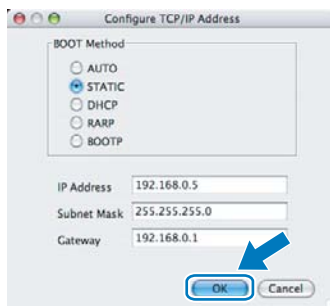 Configure TCP/IP Address
BOOT Method
AUTO
STATIC
DHCP
RARP
BOOTP
IP Address 192.168.0.5
Subnet Mask 255.255.255.0
Gateway 192.168.0.1
OK Cancel